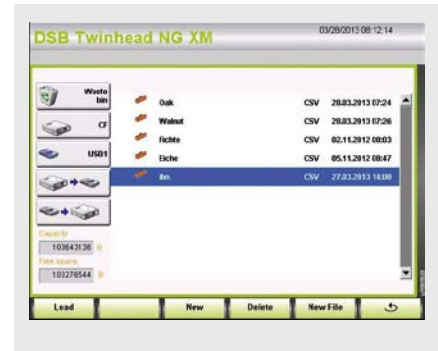 DSB Twinhead NG XM
03/28/2013 08:12:14
Waste bin
CF
USB1
Oak CSV 28.03.2013 07:24
Walnut CSV 28.03.2013 07:26
Fichte CSV 02.11.2012 08:03
Eiche CSV 05.11.2012 08:47
ibn CSV 27.03.2013 14:00
Capacity
103643136 B
Free space
103276544 B
Load
New
Delete
New File